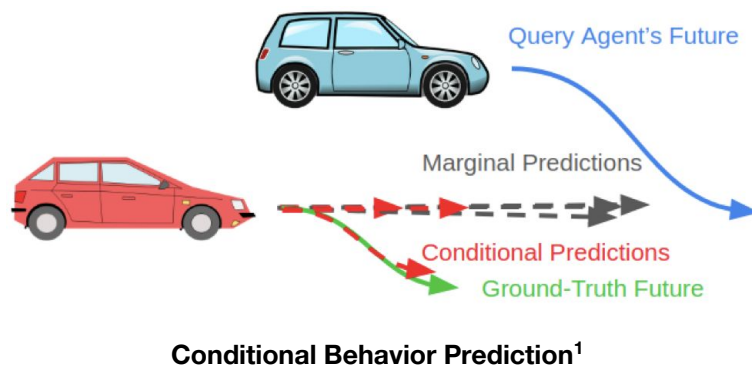 Query Agent's Future
Marginal Predictions
Conditional Predictions
Ground-Truth Future
Conditional Behavior Prediction¹